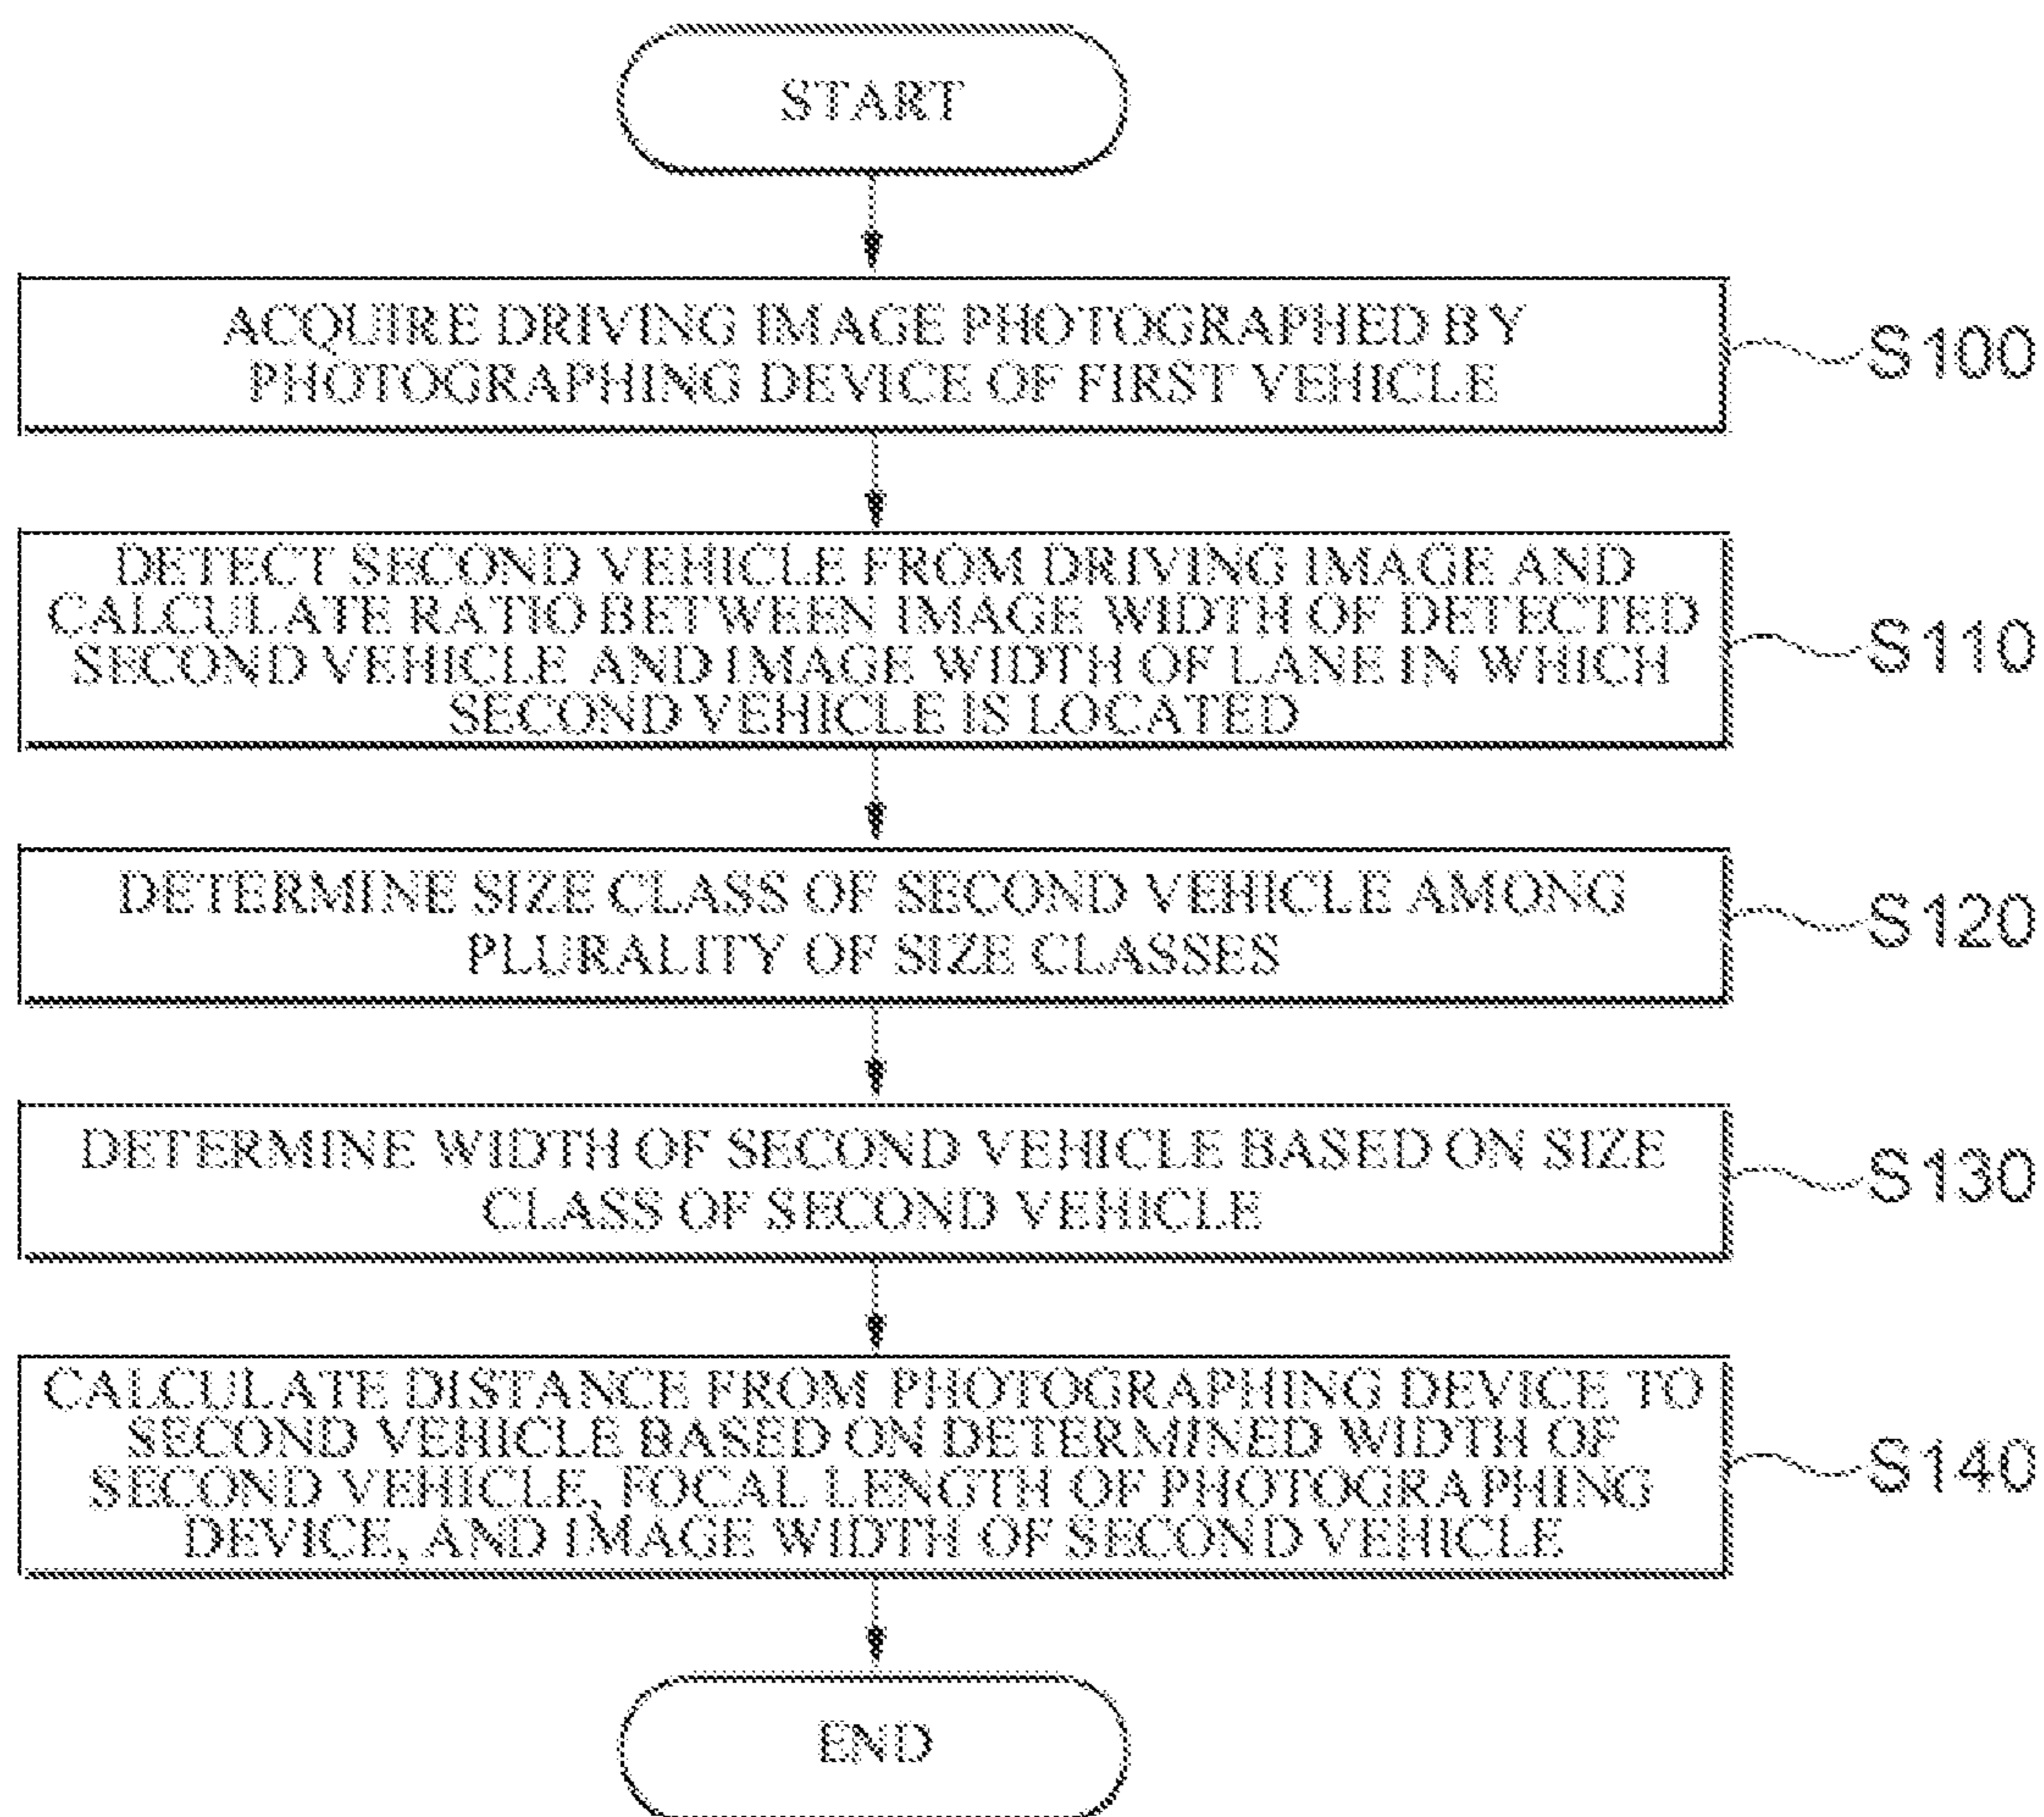 START
ACQUIRE DRIVING IMAGE PHOTOGRAPHED BY
PHOTOGRAPHING DEVICE OF FIRST VEHICLE
S100
DETECT SECOND VEHICLE FROM DRIVING IMAGE AND
CALCULATE RATIO BETWEEN IMAGE WIDTH OF DETECTED
SECOND VEHICLE AND IMAGE WIDTH OF LANE IN WHICH
SECOND VEHICLE IS LOCATED
S110
DETERMINE SIZE CLASS OF SECOND VEHICLE AMONG
PLURALITY OF SIZE CLASSES
S120
DETERMINE WIDTH OF SECOND VEHICLE BASED ON SIZE
CLASS OF SECOND VEHICLE
S130
CALCULATE DISTANCE FROM PHOTOGRAPHING DEVICE TO
SECOND VEHICLE BASED ON DETERMINED WIDTH OF
SECOND VEHICLE, FOCAL LENGTH OF PHOTOGRAPHING
DEVICE, AND IMAGE WIDTH OF SECOND VEHICLE
S140
END